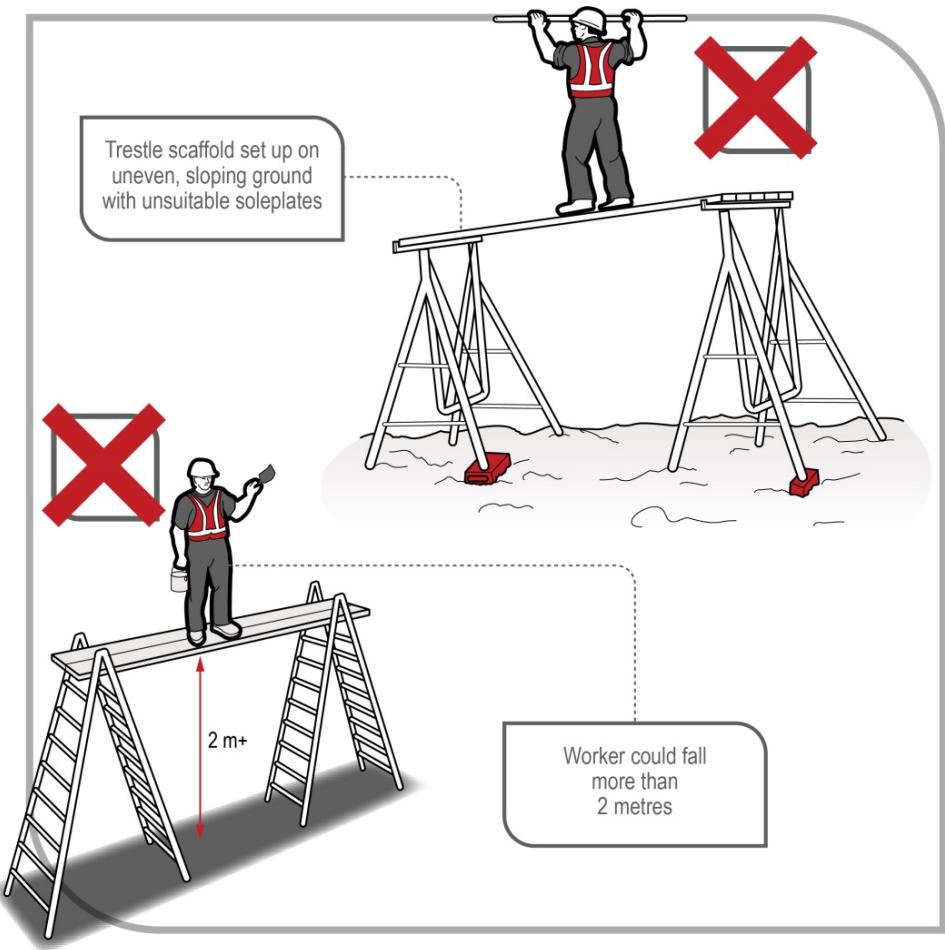 Trestle scaffold set up on
uneven, sloping ground
with unsuitable soleplates
2 m+
Worker could fall
more than
2 metres